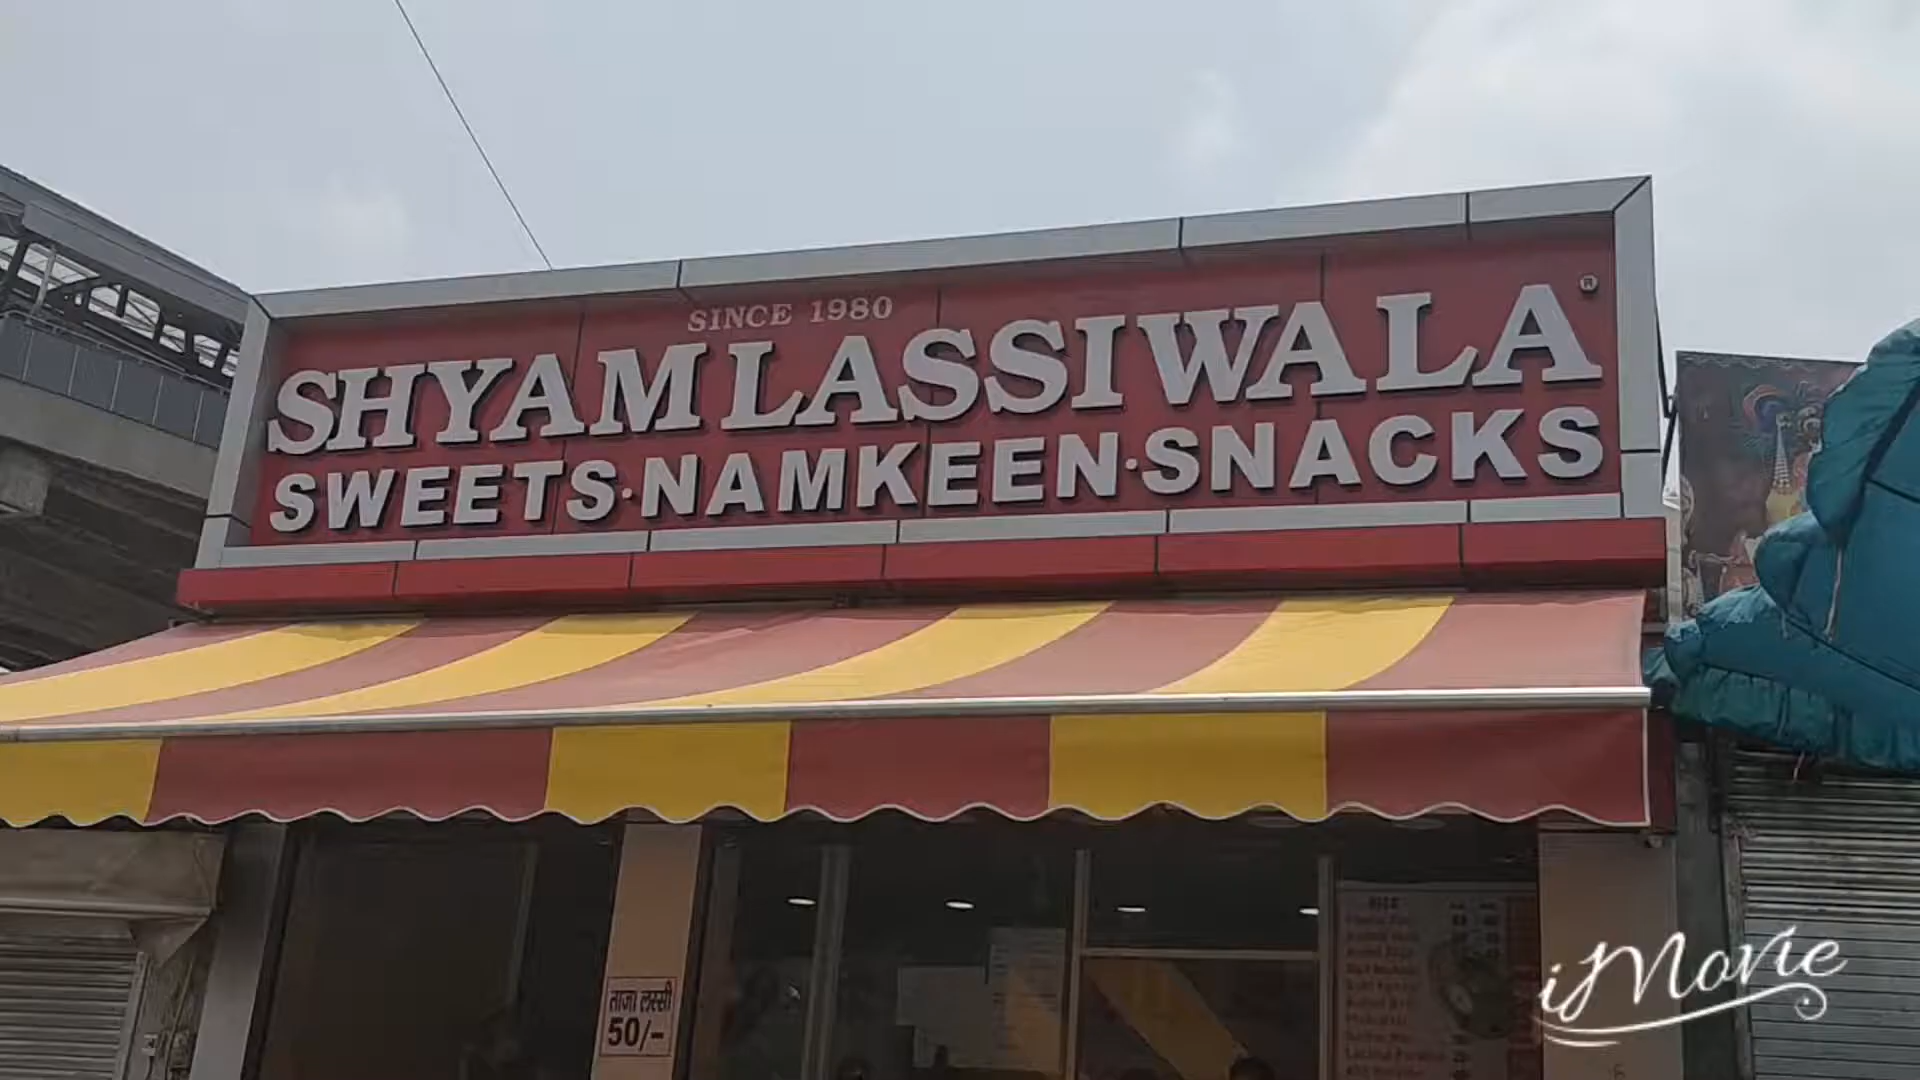 SINCE 1980
SHYAM LASSIWALA ®
SWEETS·NAMKEEN·SNACKS
ताजा लस्सी
50/-
iMovie